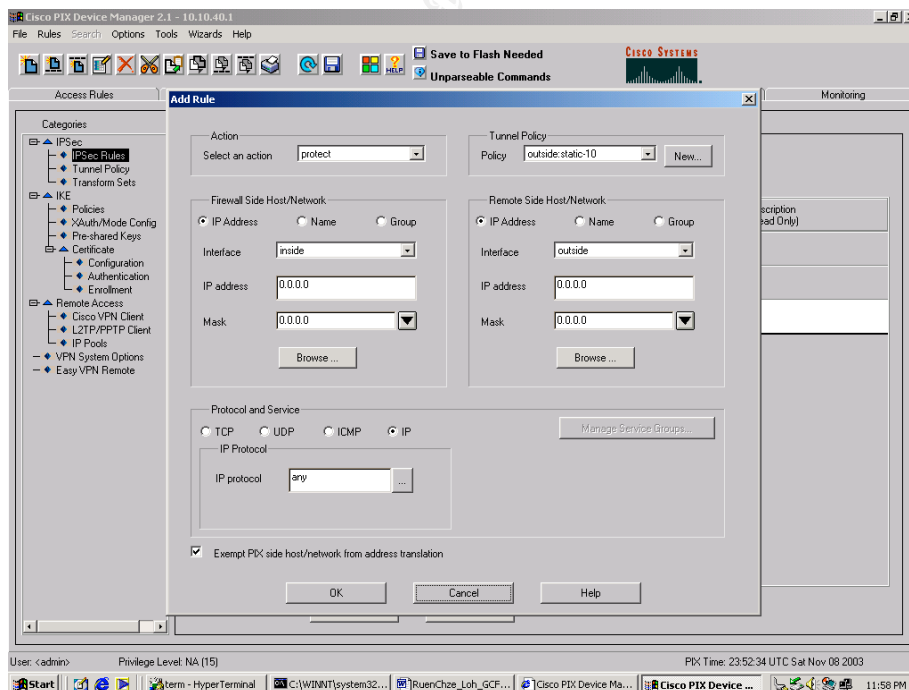 Cisco PIX Device Manager 2.1 - 10.10.40.1
File Rules Search Options Tools Wizards Help
Save to Flash Needed
Unparseable Commands
HELP
CISCO SYSTEMS
Access Rules
Monitoring
Categories
IPSec
IPSec Rules
Tunnel Policy
Transform Sets
IKE
Policies
XAuth/Mode Config
Pre-shared Keys
Certificate
Configuration
Authentication
Enrollment
Remote Access
Cisco VPN Client
L2TP/PPTP Client
IP Pools
VPN System Options
Easy VPN Remote
Add Rule
Action
Select an action protect
Tunnel Policy
Policy outside:static-10 New...
Firewall Side Host/Network
IP Address Name Group
Interface inside
IP address 0.0.0.0
Mask 0.0.0.0
Browse ...
Remote Side Host/Network
IP Address Name Group
Interface outside
IP address 0.0.0.0
Mask 0.0.0.0
Browse ...
Protocol and Service
TCP UDP ICMP IP
Manage Service Groups...
IP Protocol
IP protocol any ...
Exempt PIX side host/network from address translation
OK Cancel Help
User: <admin> Privilege Level: NA (15) PIX Time: 23:52:34 UTC Sat Nov 08 2003
Start term - HyperTerminal C:\WINNT\system32... RuenChze_Loh_GCF... Cisco PIX Device Ma... Cisco PIX Device ... 11:58 PM